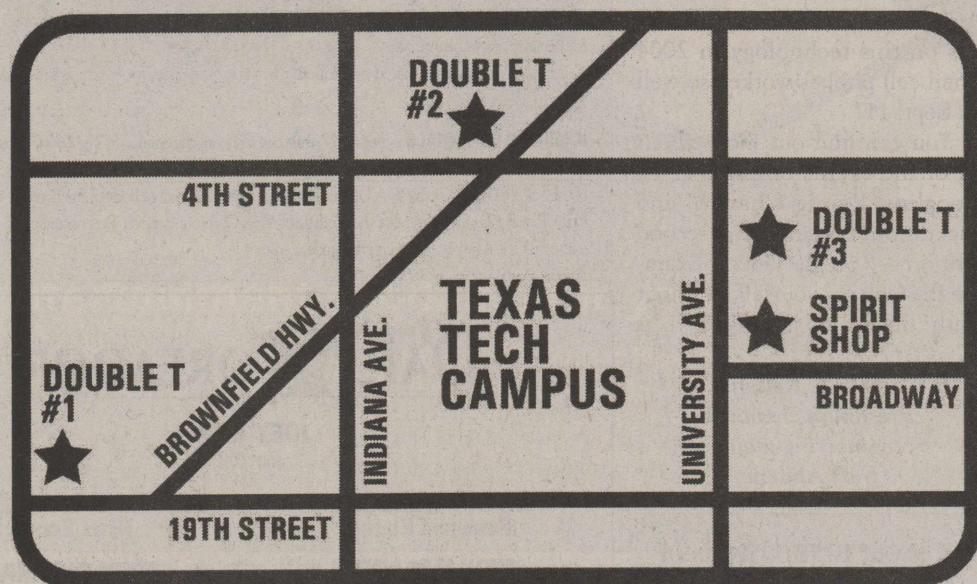 DOUBLE T
#2
4TH STREET
DOUBLE T
#3
SPIRIT
SHOP
TEXAS
TECH
CAMPUS
BROWNFIELD HWY.
INDIANA AVE.
UNIVERSITY AVE.
DOUBLE T
#1
BROADWAY
19TH STREET